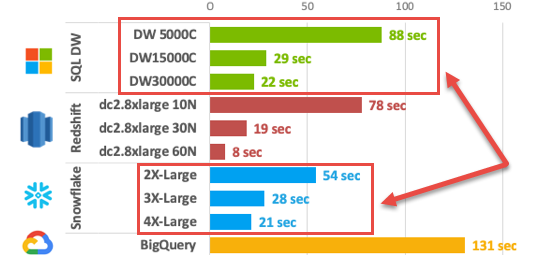 0 50 100 150
SQL DW
DW 5000C 88 sec
DW15000C 29 sec
DW30000C 22 sec
Redshift
dc2.8xlarge 10N 78 sec
dc2.8xlarge 30N 19 sec
dc2.8xlarge 60N 8 sec
Snowflake
2X-Large 54 sec
3X-Large 28 sec
4X-Large 21 sec
BigQuery 131 sec